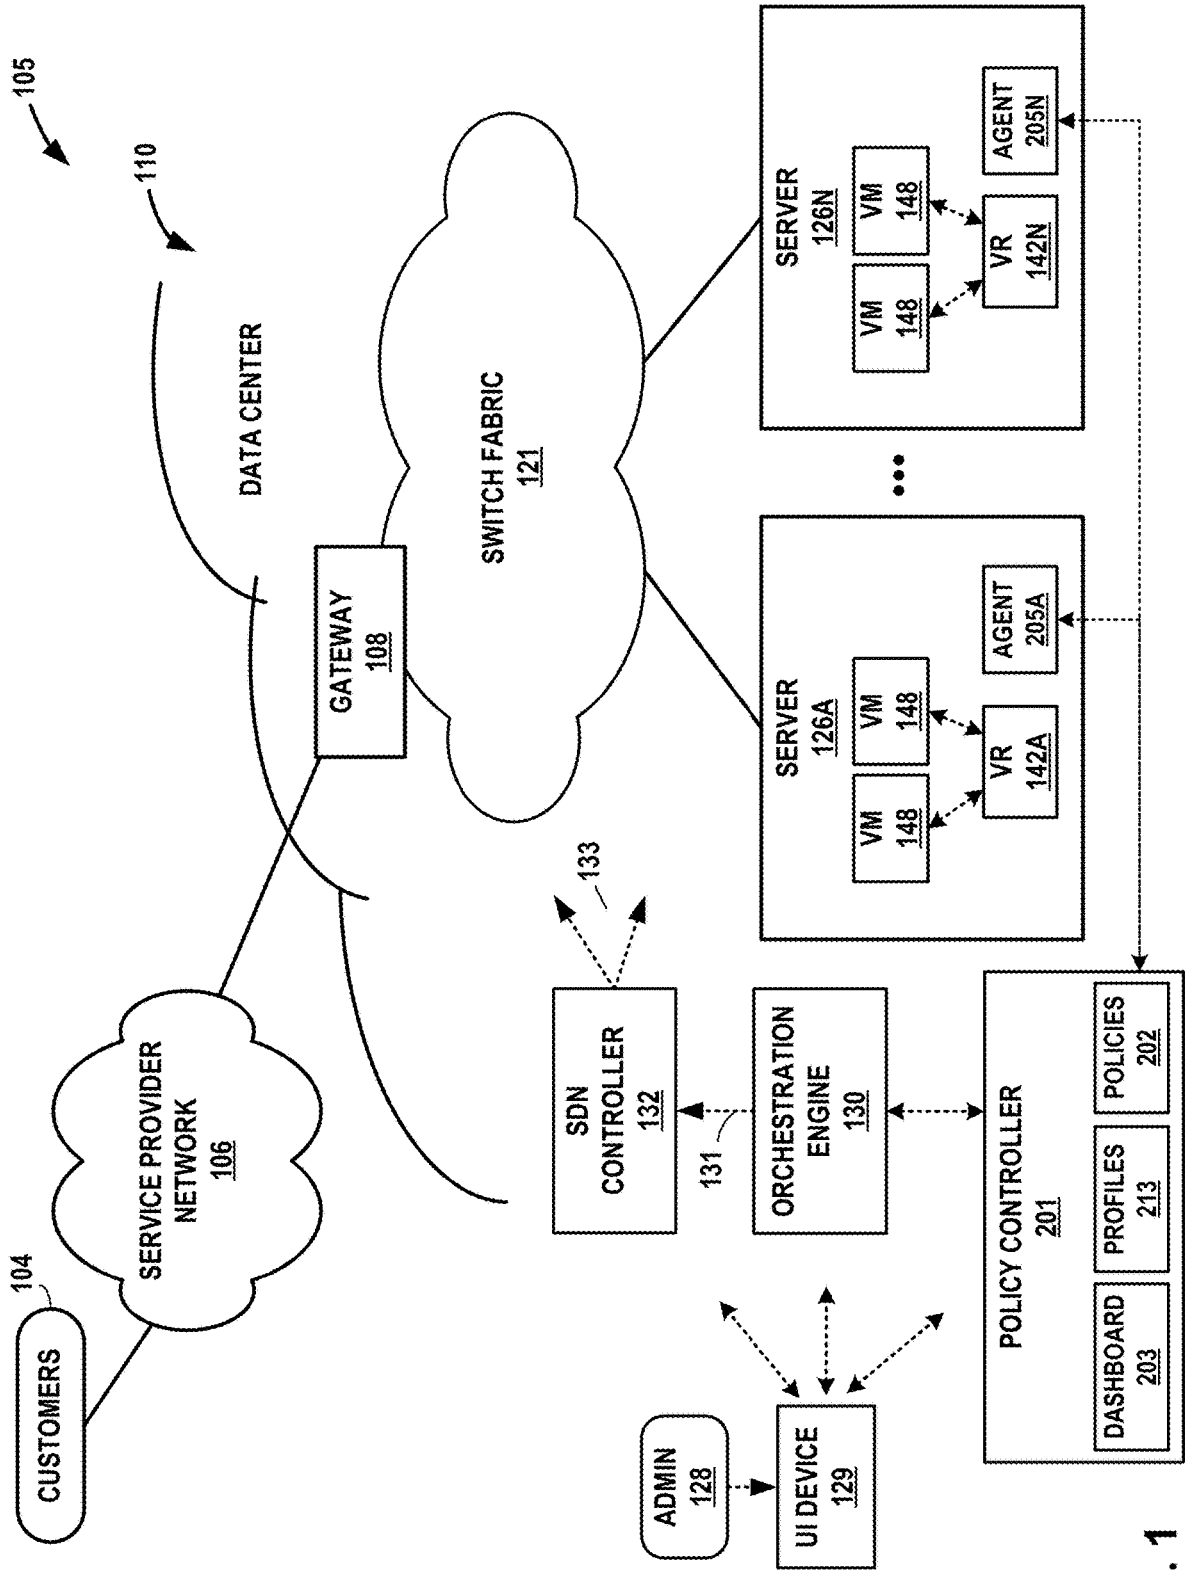 105
110
CUSTOMERS
104
SERVICE PROVIDER
NETWORK
106
DATA CENTER
GATEWAY
108
SWITCH FABRIC
121
ADMIN
128
UI DEVICE
129
SDN
CONTROLLER
132
133
131
ORCHESTRATION
ENGINE
130
POLICY CONTROLLER
201
DASHBOARD
203
PROFILES
213
POLICIES
202
SERVER
126A
VM
148
VM
148
VR
142A
AGENT
205A
•••
SERVER
126N
VM
148
VM
148
VR
142N
AGENT
205N
. 1